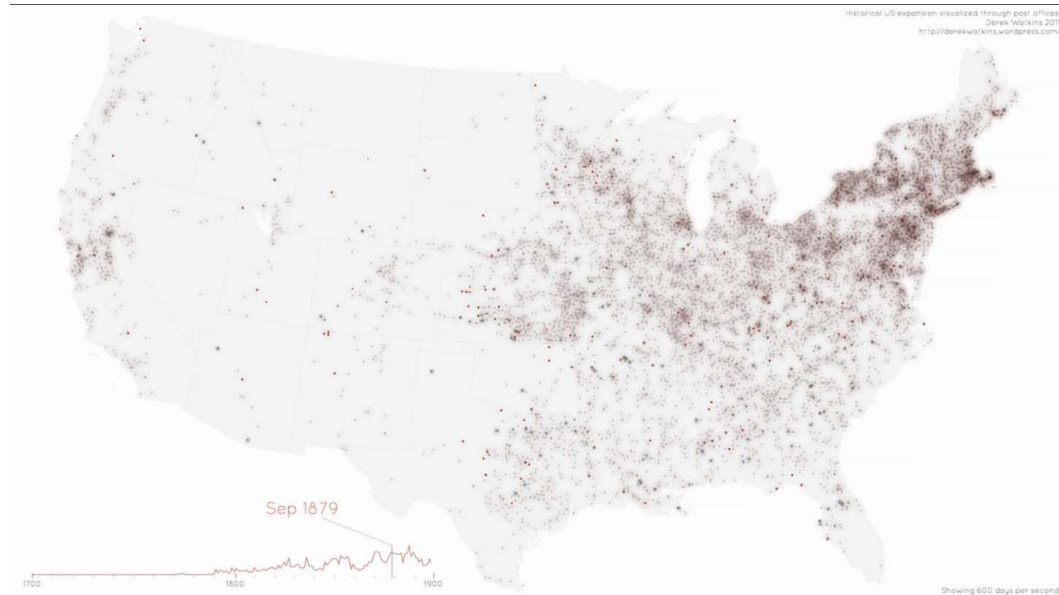 Historical US expansion visualized through post offices
Derek Watkins 2011
http://derekwatkins.wordpress.com/
Sep 1879
1700
1800
1900
Showing 600 days per second